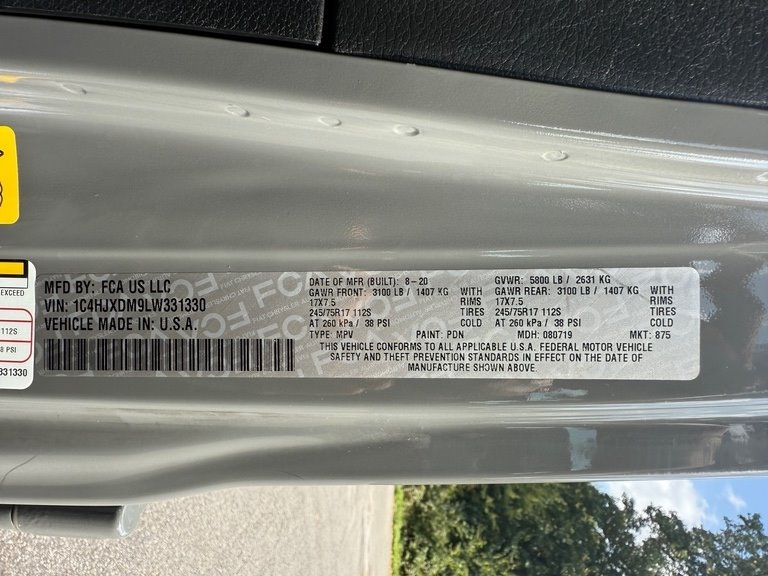 EXCEED
112S
38 PSI
331330
MFD BY: FCA US LLC
VIN: 1C4HJXDM9LW331330
VEHICLE MADE IN: U.S.A.
DATE OF MFR (BUILT): 8-20 GVWR: 5800 LB / 2631 KG
GAWR FRONT: 3100 LB / 1407 KG WITH GAWR REAR: 3100 LB / 1407 KG WITH
17X7.5 RIMS 17X7.5 RIMS
245/75R17 112S TIRES 245/75R17 112S TIRES
AT 260 kPa / 38 PSI COLD AT 260 kPa / 38 PSI COLD
TYPE: MPV PAINT: PDN MDH: 080719 MKT: 875
THIS VEHICLE CONFORMS TO ALL APPLICABLE U.S.A. FEDERAL MOTOR VEHICLE
SAFETY AND THEFT PREVENTION STANDARDS IN EFFECT ON THE DATE OF
MANUFACTURE SHOWN ABOVE.